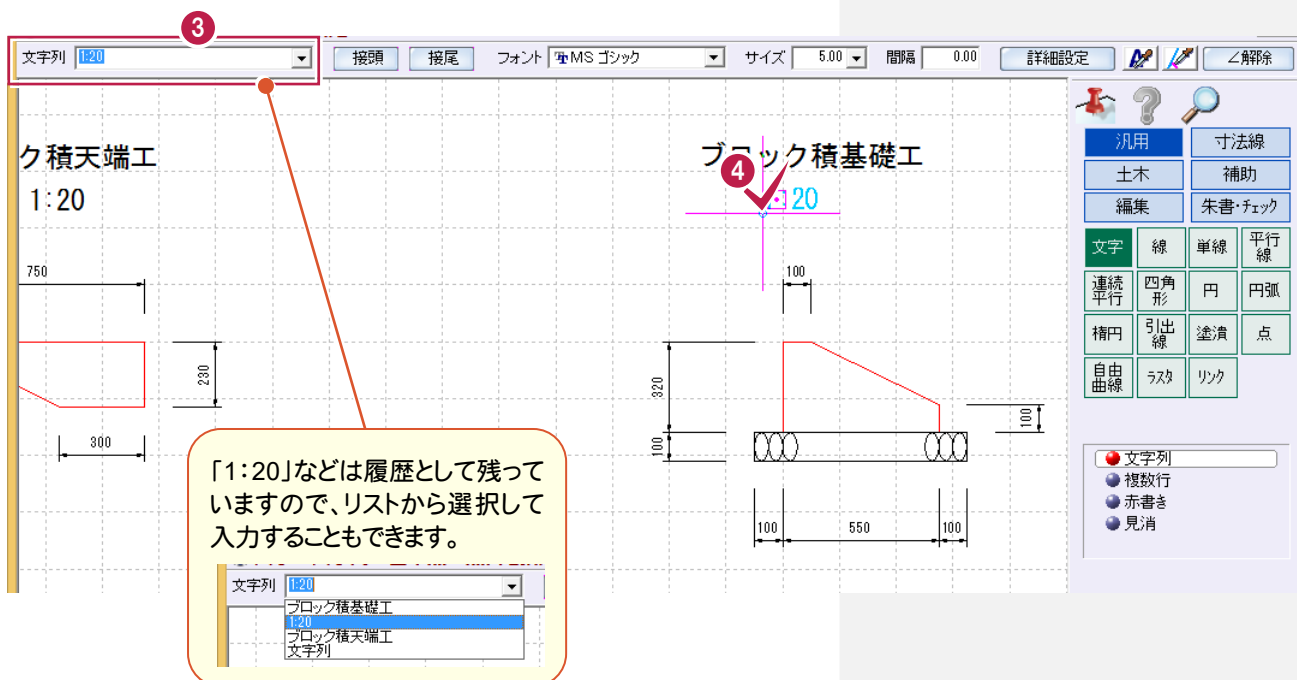 3
文字列 1:20 接頭 接尾 フォント MS ゴシック サイズ 5.00 間隔 0.00 詳細設定 ∠解除
ク積天端工
1:20
ブロック積基礎工
4
20
750
230
300
100
320
100
100
100 550 100
汎用 寸法線
土木 補助
編集 朱書・チェック
文字 線 単線 平行線
連続平行 四角形 円 円弧
楕円 引出線 塗潰 点
自由曲線 ラスタ リンク
文字列
複数行
赤書き
見消
「1:20」などは履歴として残って
いますので、リストから選択して
入力することもできます。
文字列 1:20
ブロック積基礎工
1:20
ブロック積天端工
文字列